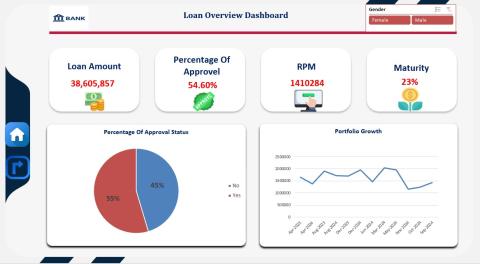 BANK
Loan Overview Dashboard
Gender
Female
Male
Loan Amount
38,605,857
Percentage Of
Approvel
54.60%
RPM
1410284
Maturity
23%
Percentage Of Approval Status
45%
55%
No
Yes
Portfolio Growth
2500000
2000000
1500000
1000000
500000
0